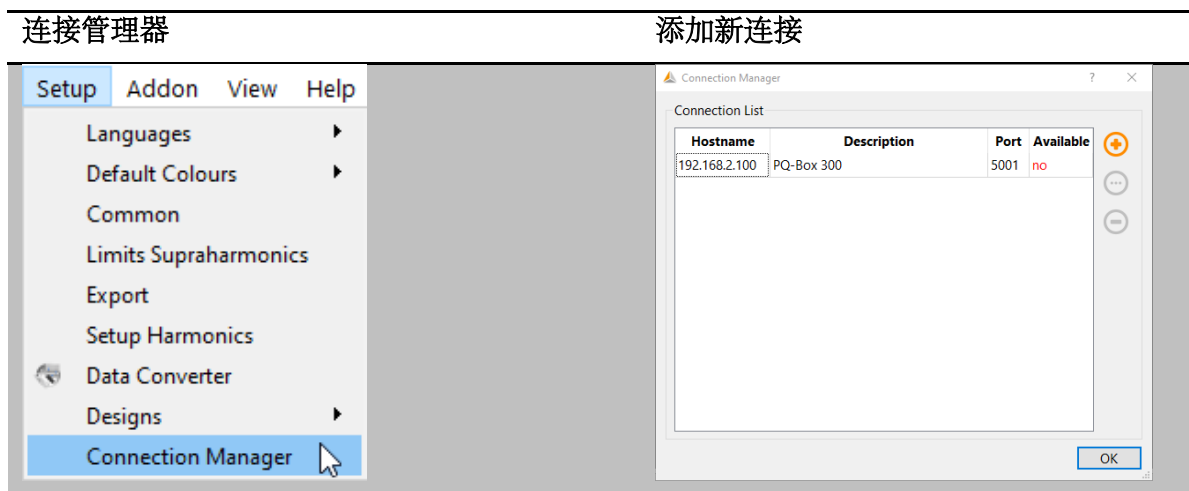 连接管理器
添加新连接
Setup Addon View Help
Languages
Default Colours
Common
Limits Supraharmonics
Export
Setup Harmonics
Data Converter
Designs
Connection Manager
Connection Manager ? ×
Connection List
Hostname Description Port Available
192.168.2.100 PQ-Box 300 5001 no
OK